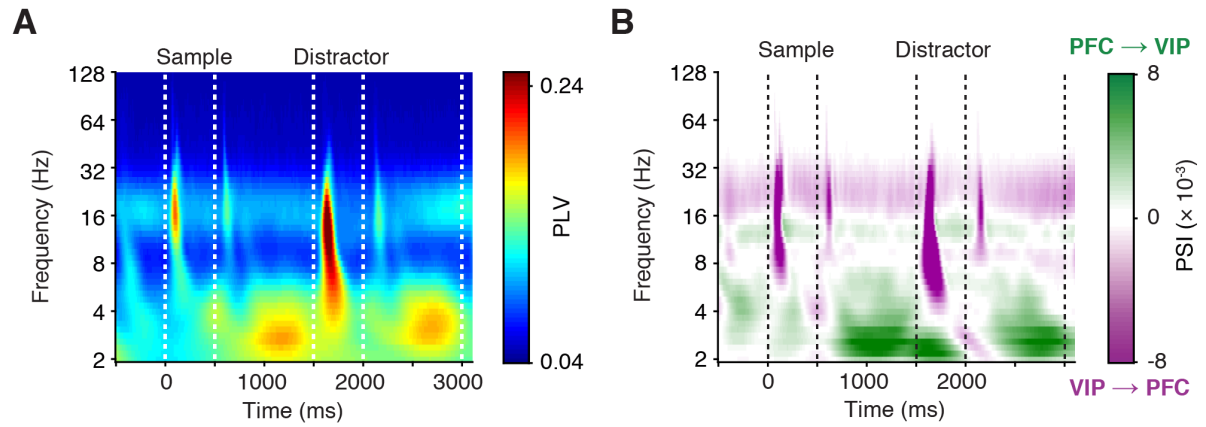 A
Sample
Distractor
128
64
32
16
8
4
2
Frequency (Hz)
0
1000
2000
3000
Time (ms)
0.24
0.04
PLV
B
Sample
Distractor
128
64
32
16
8
4
2
Frequency (Hz)
0
1000
2000
Time (ms)
PFC → VIP
8
0
-8
PSI (× 10⁻³)
VIP → PFC